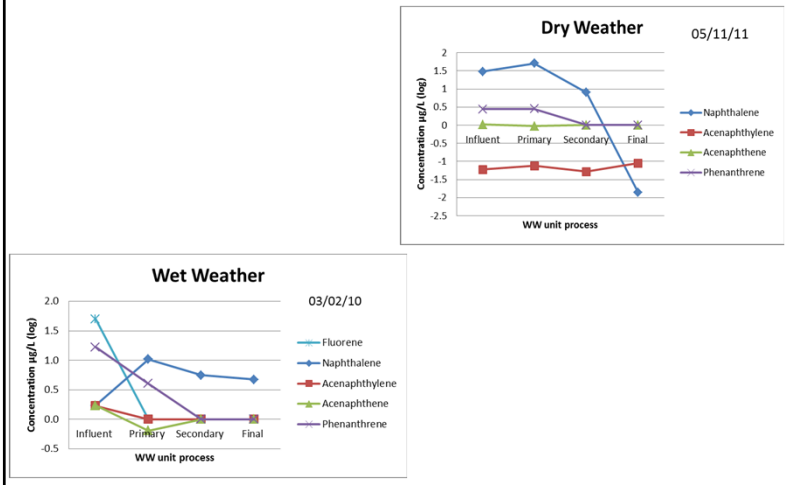 Dry Weather
05/11/11
2
1.5
1
0.5
0
-0.5
-1
-1.5
-2
-2.5
Concentration µg/L (log)
Influent Primary Secondary Final
WW unit process
Naphthalene
Acenaphthylene
Acenaphthene
Phenanthrene
Wet Weather
03/02/10
2.0
1.5
1.0
0.5
0.0
-0.5
Concentration µg/L (log)
Influent Primary Secondary Final
WW unit process
Fluorene
Naphthalene
Acenaphthylene
Acenaphthene
Phenanthrene